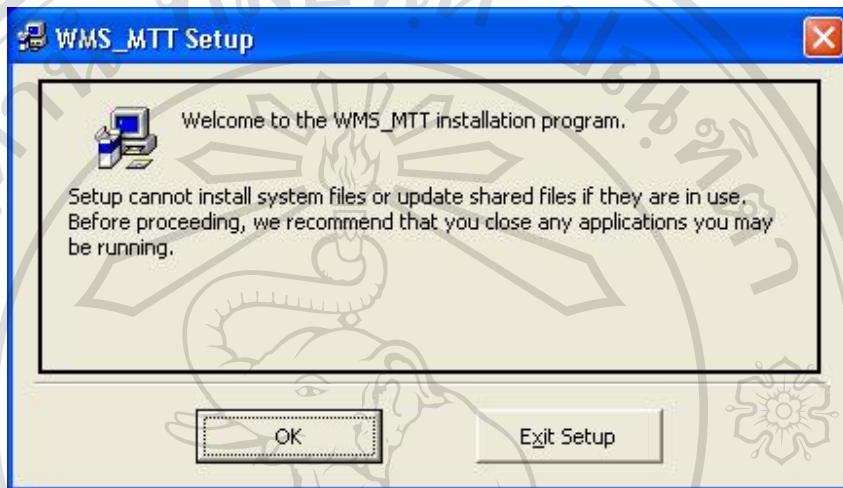 WMS_MTT Setup
Welcome to the WMS_MTT installation program.
Setup cannot install system files or update shared files if they are in use.
Before proceeding, we recommend that you close any applications you may
be running.
OK
Exit Setup